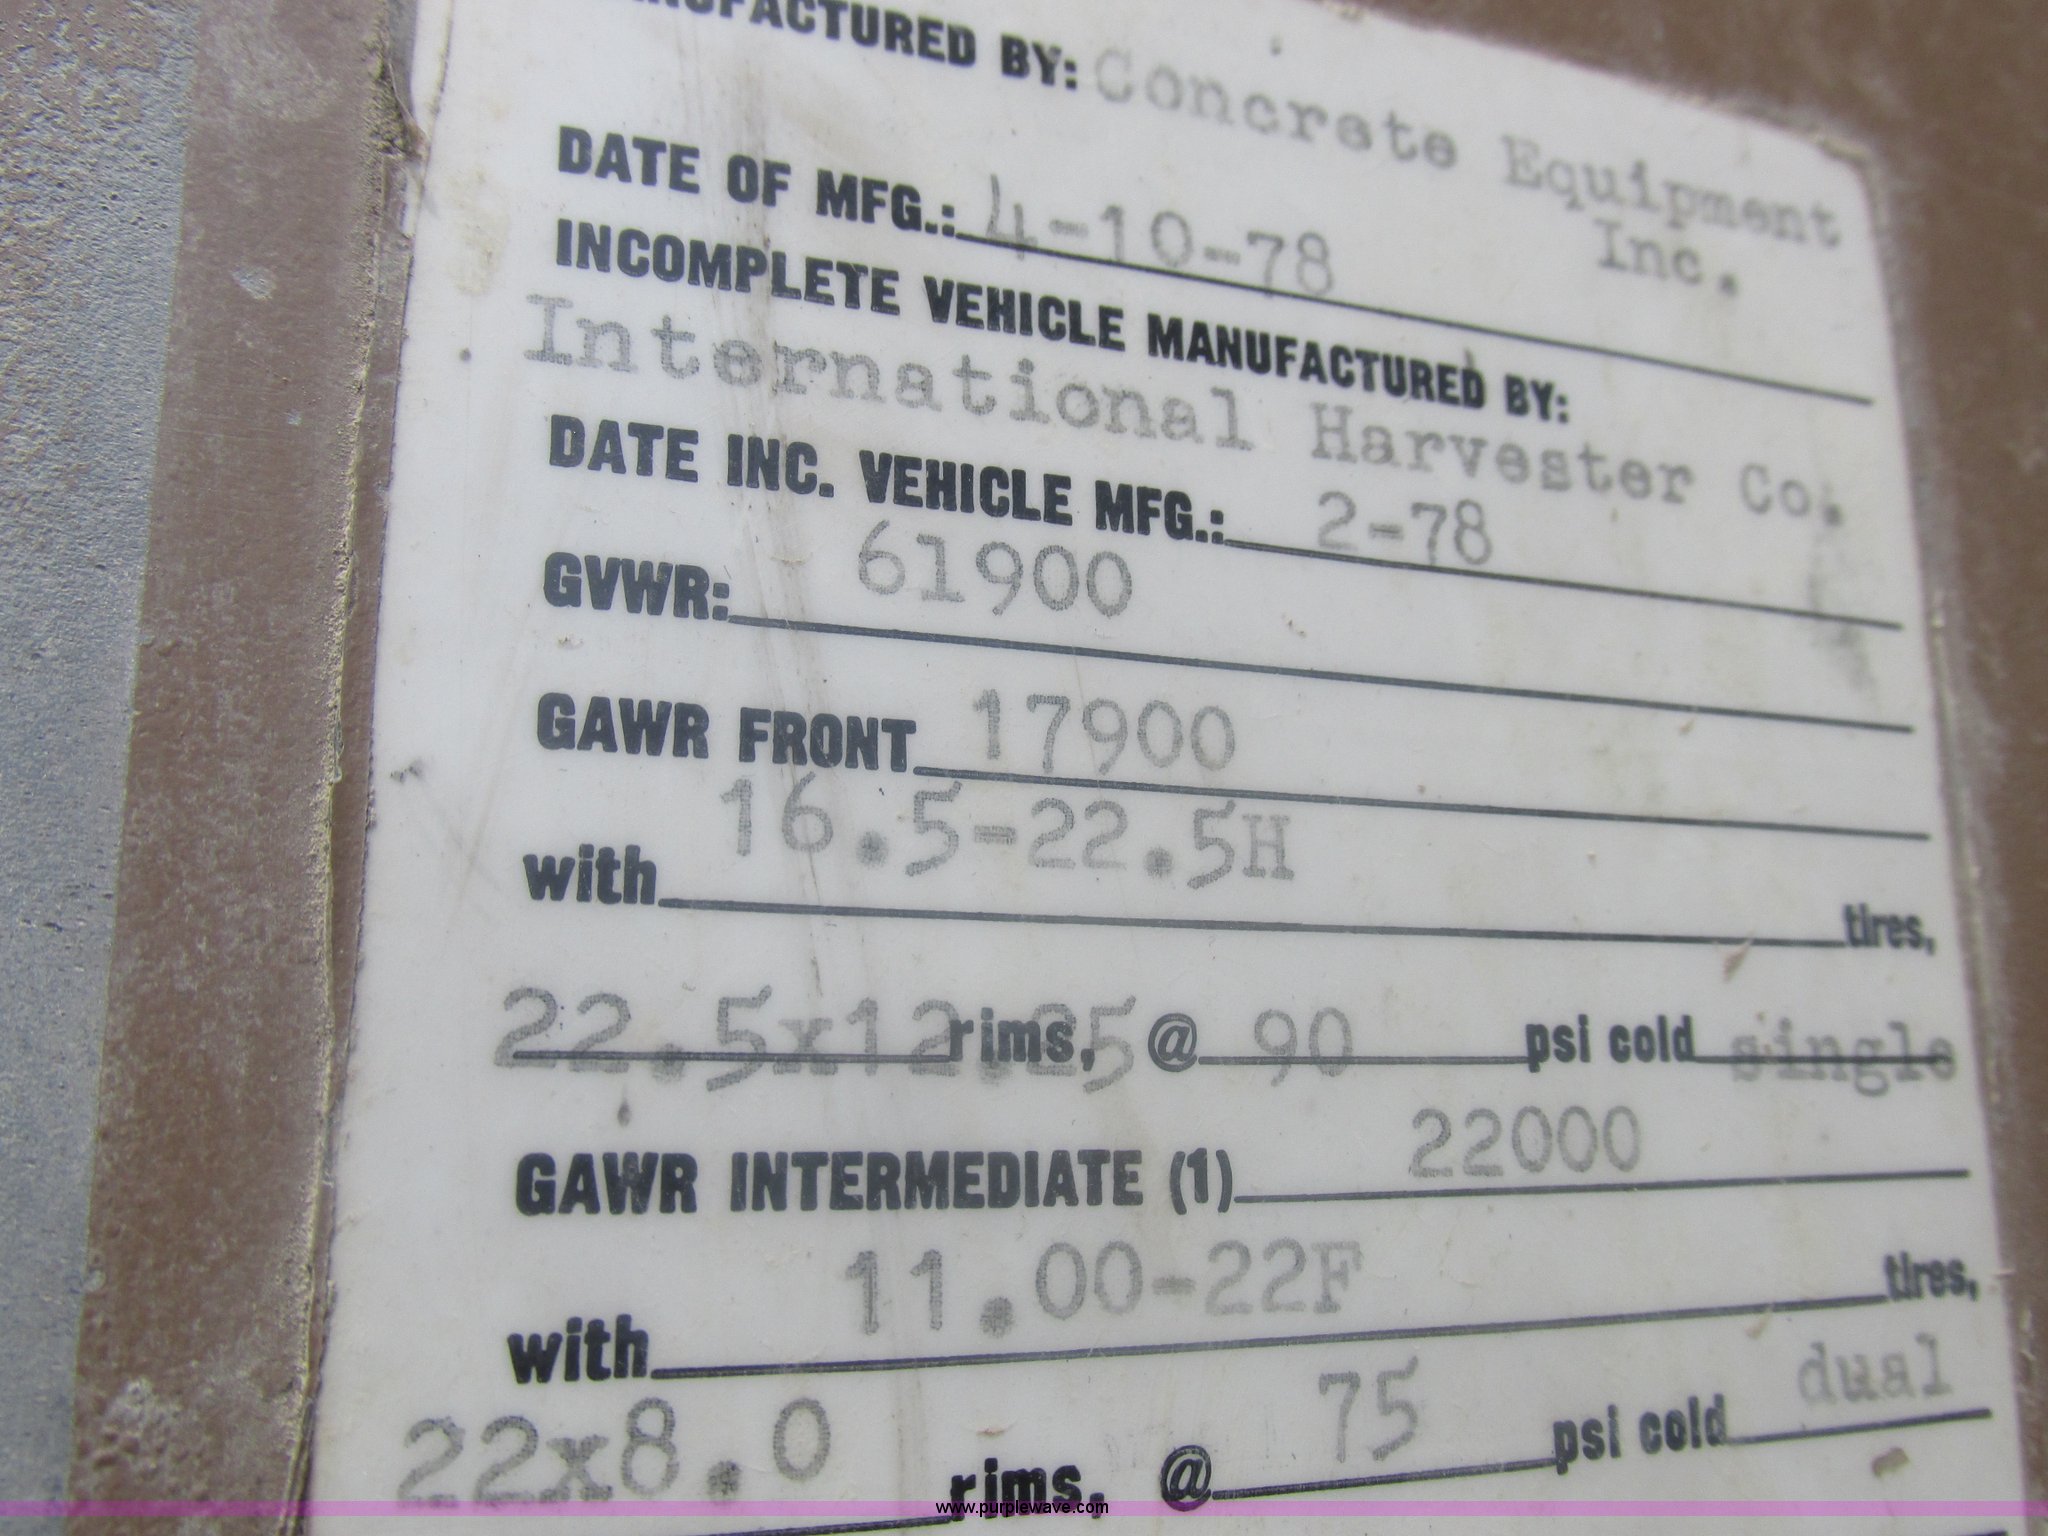 MANUFACTURED BY: Concrete Equipment
Inc.
DATE OF MFG.: 4-10-78
INCOMPLETE VEHICLE MANUFACTURED BY:
International Harvester Co.
DATE INC. VEHICLE MFG.: 2-78
GVWR: 61900
GAWR FRONT 17900
with 16.5-22.5H tires,
22.5x12.25 rims, @ 90 psi cold single
GAWR INTERMEDIATE (1) 22000
with 11.00-22F tires,
22x8.0 rims, @ 75 psi cold dual
www.purplewave.com